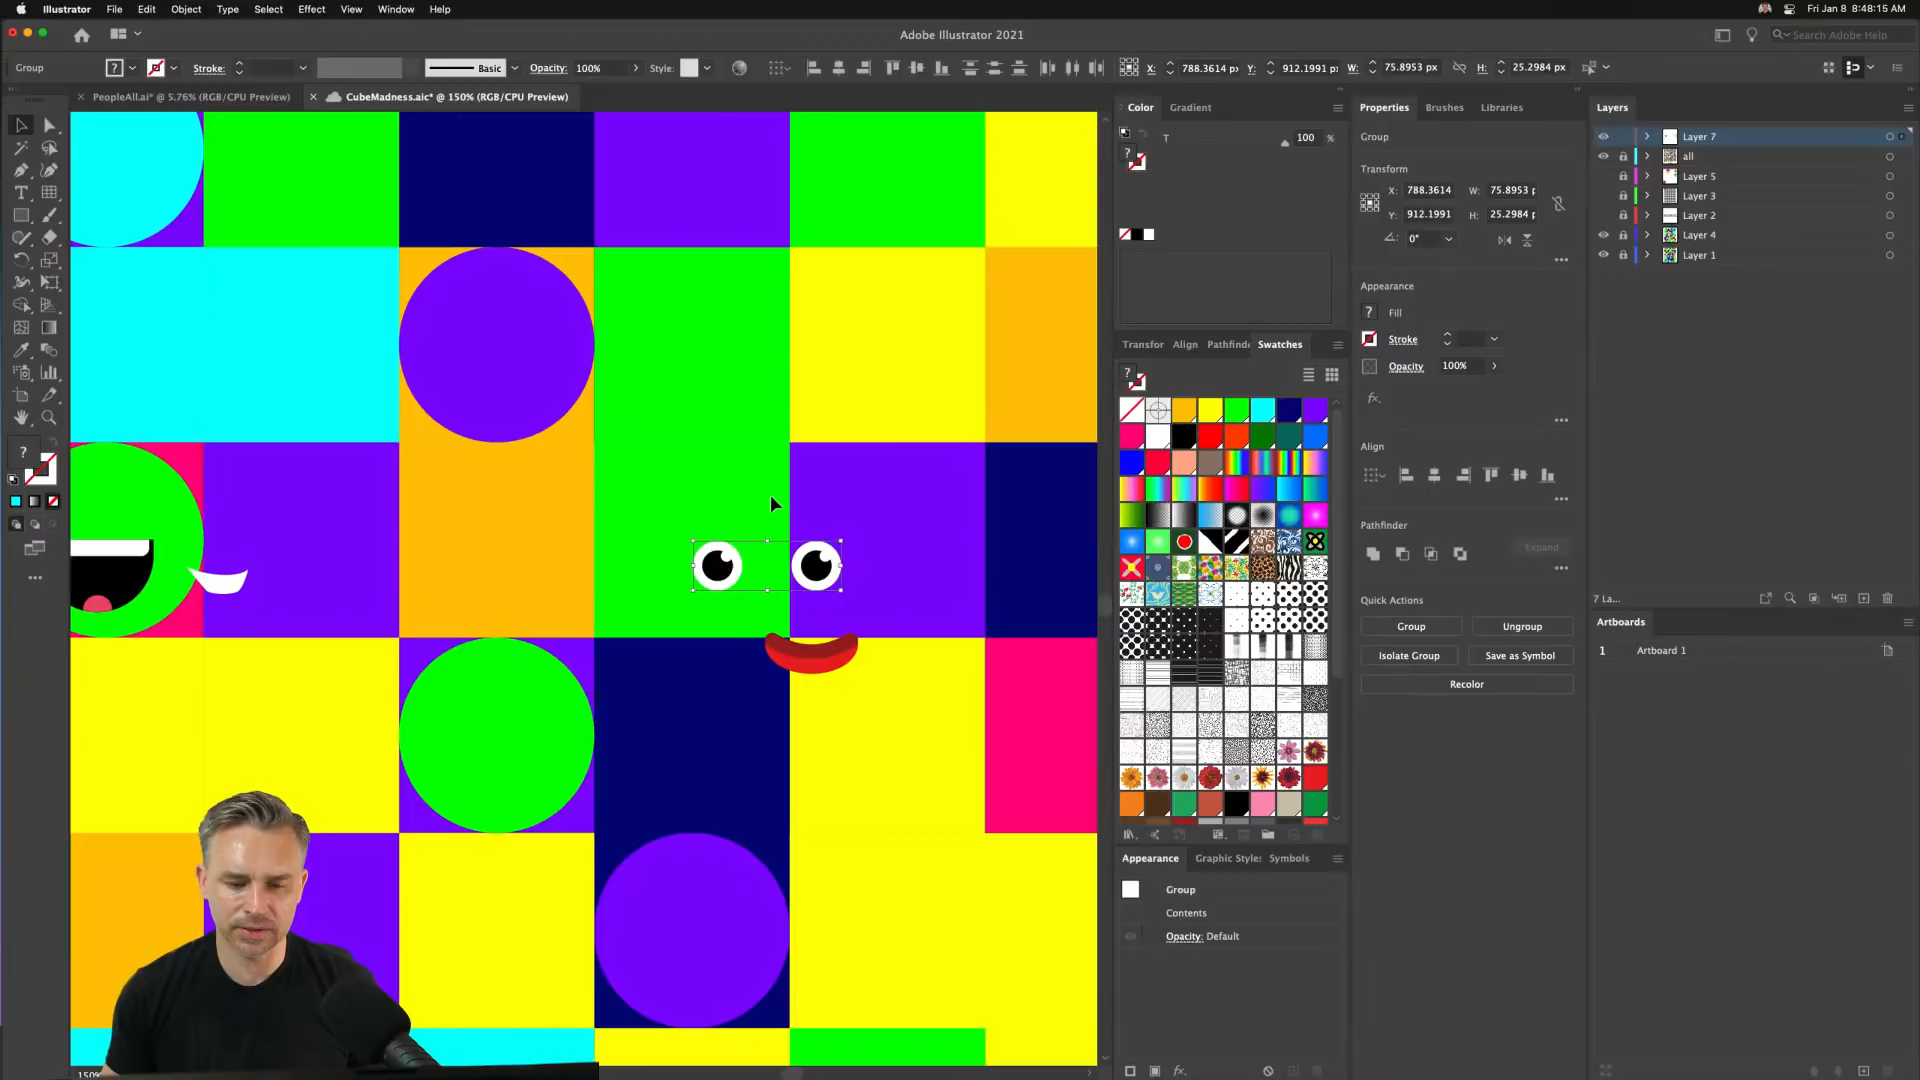 Illustrator File Edit Object Type Select Effect View Window Help
Fri Jan 8 8:48:15 AM
Adobe Illustrator 2021
Search Adobe Help
Group
Stroke:
Basic
Opacity: 100%
Style:
X: 788.3614 px Y: 912.1991 p W: 75.8953 px H: 25.2984 px
PeopleAll.ai* @ 5.76% (RGB/CPU Preview)
CubeMadness.aic* @ 150% (RGB/CPU Preview)
Color Gradient
T 100 %
Transfor Align Pathfinde Swatches
Appearance Graphic Styles Symbols
Group
Contents
Opacity: Default
Properties Brushes Libraries
Group
Transform
X: 788.3614 W: 75.8953 p
Y: 912.1991 H: 25.2984 p
0°
Appearance
Fill
Stroke
Opacity 100%
fx.
Align
Pathfinder
Expand
Quick Actions
Group Ungroup
Isolate Group Save as Symbol
Recolor
Layers
Layer 7
all
Layer 5
Layer 3
Layer 2
Layer 4
Layer 1
7 La...
Artboards
1 Artboard 1
150%
fx.